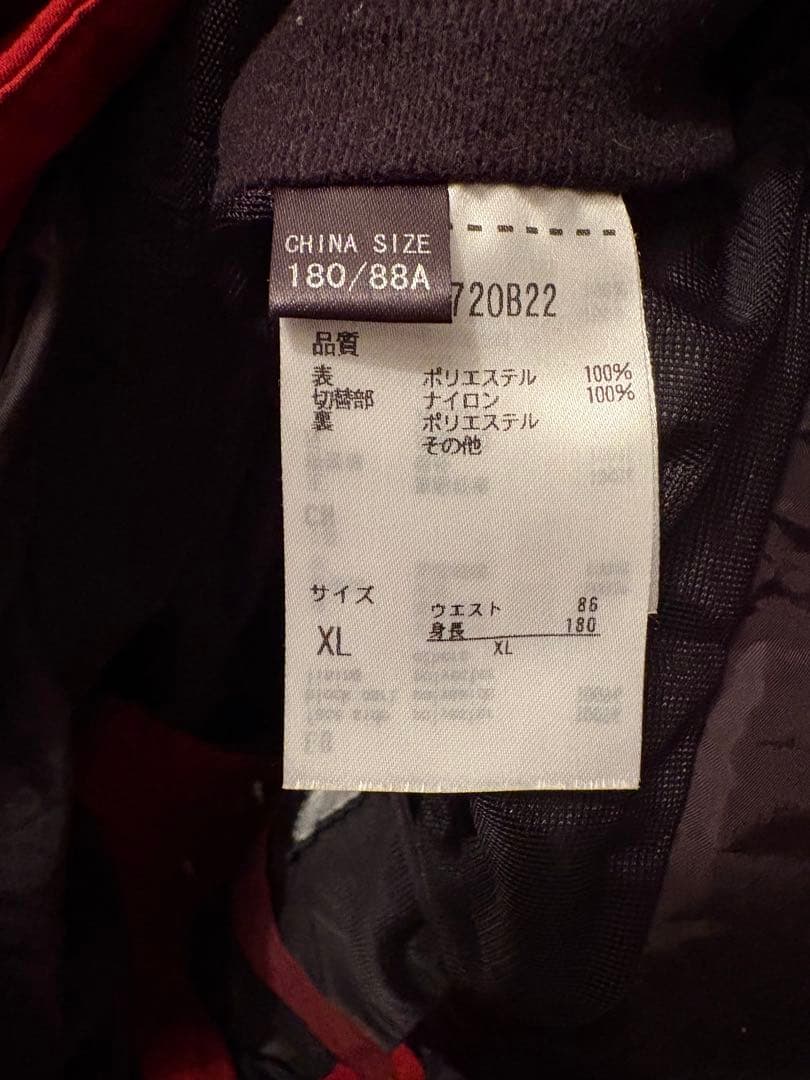 CHINA SIZE
180/88A
720B22
品質
表 ポリエステル 100%
切替部 ナイロン 100%
裏 ポリエステル
その他
サイズ
XL
ウエスト 86
身長 180
XL